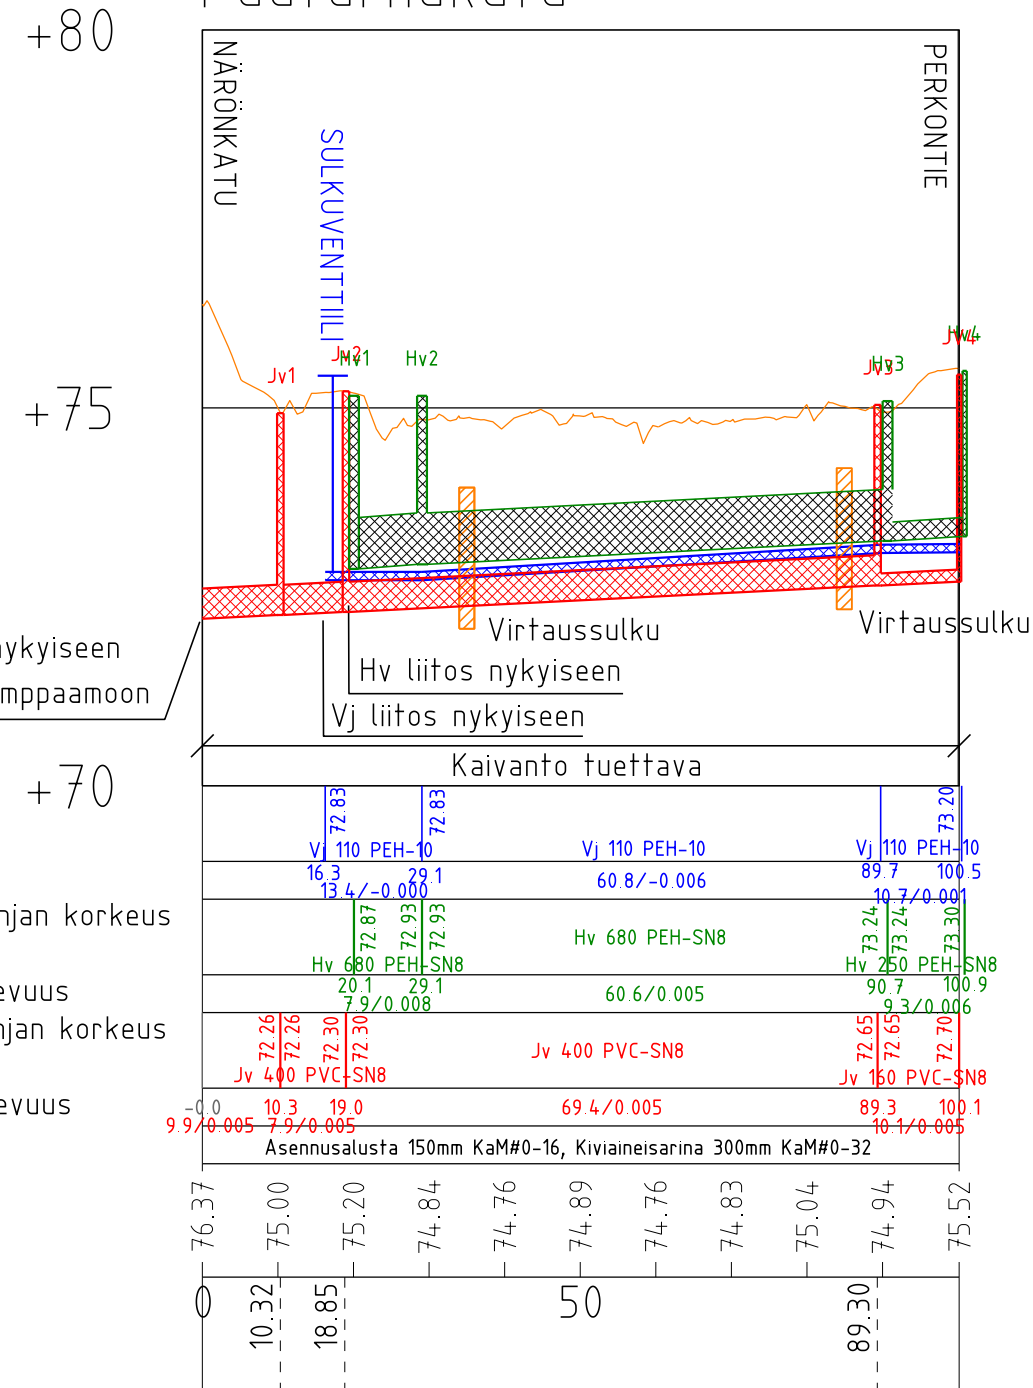 +80
NÄRÖNKATU
SULKUVENTTIILI
PERKONTIE
Jv2
Hv1
Hv2
Jv1
Jv3
Hv3
Jv4
Hv4
+75
Virtaussulku
Virtaussulku
nykyiseen
Hv liitos nykyiseen
mppaamoon
Vj liitos nykyiseen
Kaivanto tuettava
+70
72.83
72.83
73.20
Vj 110 PEH-10
Vj 110 PEH-10
Vj 110 PEH-10
16.3
29.1
89.7
100.5
13.4/-0.000
60.8/-0.006
10.7/0.001
njan korkeus
72.87
72.93
72.93
73.24
73.24
73.30
Hv 680 PEH-SN8
Hv 680 PEH-SN8
Hv 250 PEH-SN8
evuus
20.1
29.1
90.7
100.9
7.9/0.008
60.6/0.005
9.3/0.006
njan korkeus
72.26
72.26
72.30
72.30
72.65
72.65
72.70
Jv 400 PVC-SN8
Jv 400 PVC-SN8
Jv 160 PVC-SN8
evuus
-0.0
10.3
19.0
89.3
100.1
9.9/0.005
7.9/0.005
69.4/0.005
10.1/0.005
Asennusalusta 150mm KaM#0-16, Kiviaineisarina 300mm KaM#0-32
76.37
75.00
75.20
74.84
74.76
74.89
74.76
74.83
75.04
74.94
75.52
0
50
10.32
18.85
89.30